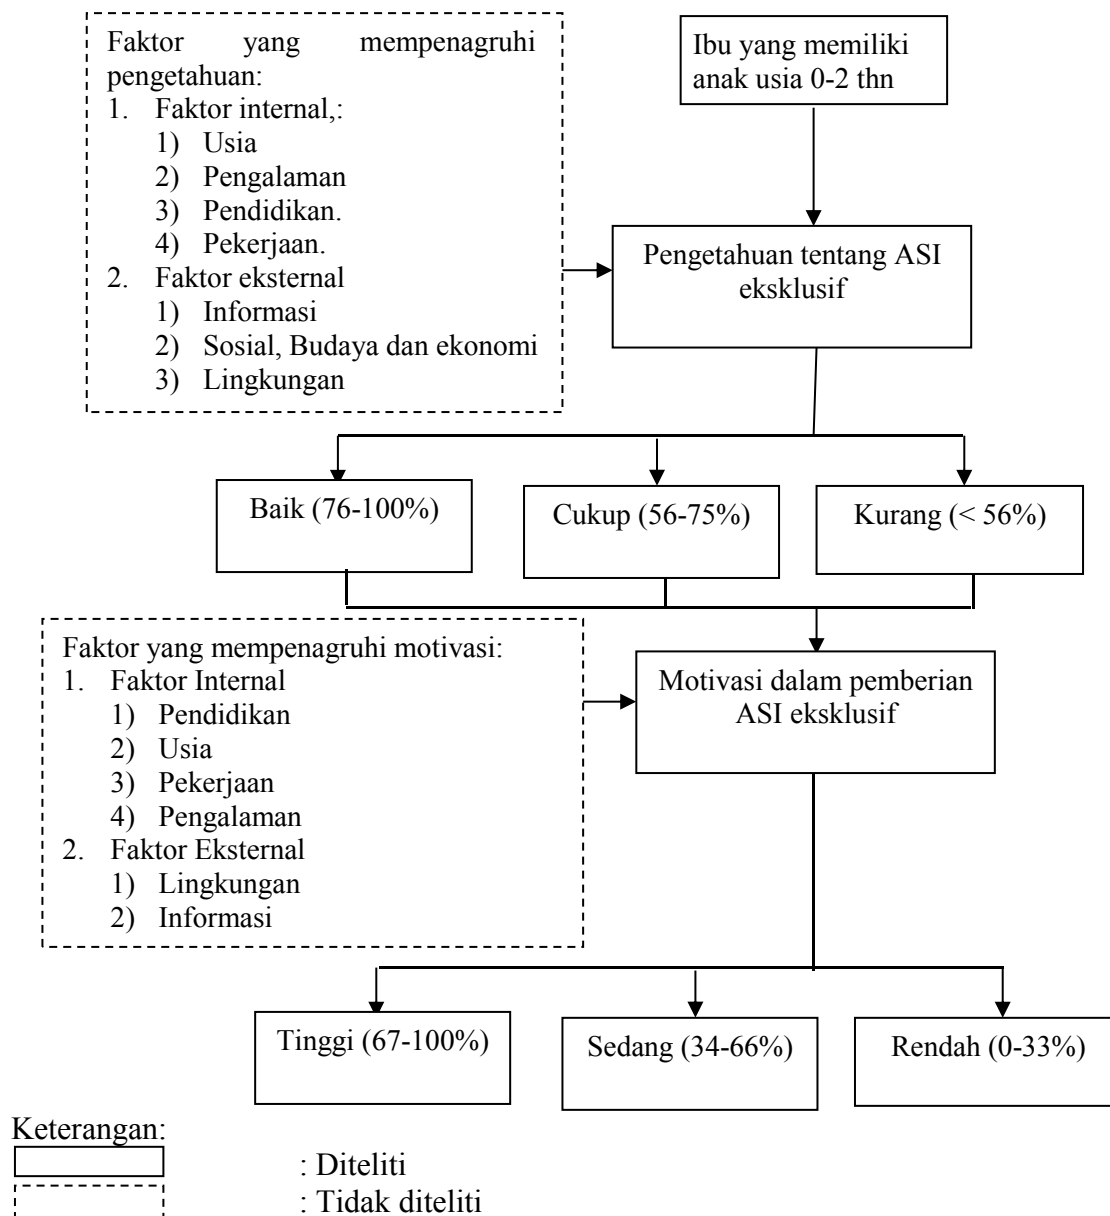 Faktor yang mempenagruhi
pengetahuan:
1. Faktor internal,:
1) Usia
2) Pengalaman
3) Pendidikan.
4) Pekerjaan.
2. Faktor eksternal
1) Informasi
2) Sosial, Budaya dan ekonomi
3) Lingkungan
Ibu yang memiliki
anak usia 0-2 thn
Pengetahuan tentang ASI
eksklusif
Baik (76-100%)
Cukup (56-75%)
Kurang (< 56%)
Faktor yang mempenagruhi motivasi:
1. Faktor Internal
1) Pendidikan
2) Usia
3) Pekerjaan
4) Pengalaman
2. Faktor Eksternal
1) Lingkungan
2) Informasi
Motivasi dalam pemberian
ASI eksklusif
Tinggi (67-100%)
Sedang (34-66%)
Rendah (0-33%)
Keterangan:
: Diteliti
: Tidak diteliti